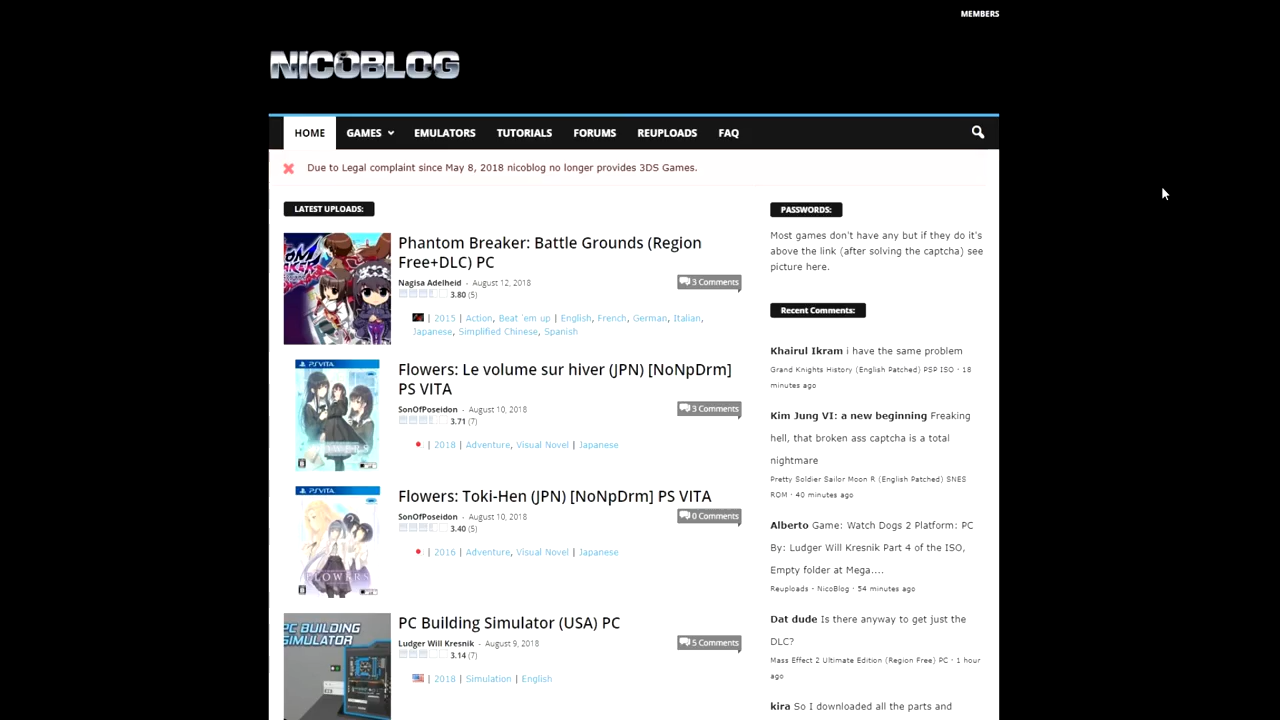 MEMBERS
NICOBLOG
HOME GAMES EMULATORS TUTORIALS FORUMS REUPLOADS FAQ
Due to Legal complaint since May 8, 2018 nicoblog no longer provides 3DS Games.
LATEST UPLOADS:
Phantom Breaker: Battle Grounds (Region
Free+DLC) PC
Nagisa Adelheid - August 12, 2018
3 Comments
3.80 (5)
| 2015 | Action, Beat 'em up | English, French, German, Italian,
Japanese, Simplified Chinese, Spanish
PSVITA
Flowers: Le volume sur hiver (JPN) [NoNpDrm]
PS VITA
SonOfPoseidon - August 10, 2018
3 Comments
3.71 (7)
| 2018 | Adventure, Visual Novel | Japanese
FLOWERS
PSVITA
Flowers: Toki-Hen (JPN) [NoNpDrm] PS VITA
SonOfPoseidon - August 10, 2018
0 Comments
3.40 (5)
| 2016 | Adventure, Visual Novel | Japanese
FLOWERS
PC BUILDING
SIMULATOR
PC Building Simulator (USA) PC
Ludger Will Kresnik - August 9, 2018
5 Comments
3.14 (7)
| 2018 | Simulation | English
PASSWORDS:
Most games don't have any but if they do it's
above the link (after solving the captcha) see
picture here.
Recent Comments:
Khairul Ikram i have the same problem
Grand Knights History (English Patched) PSP ISO · 18
minutes ago
Kim Jung VI: a new beginning Freaking
hell, that broken ass captcha is a total
nightmare
Pretty Soldier Sailor Moon R (English Patched) SNES
ROM · 40 minutes ago
Alberto Game: Watch Dogs 2 Platform: PC
By: Ludger Will Kresnik Part 4 of the ISO,
Empty folder at Mega....
Reuploads - NicoBlog · 54 minutes ago
Dat dude Is there anyway to get just the
DLC?
Mass Effect 2 Ultimate Edition (Region Free) PC · 1 hour
ago
kira So I downloaded all the parts and